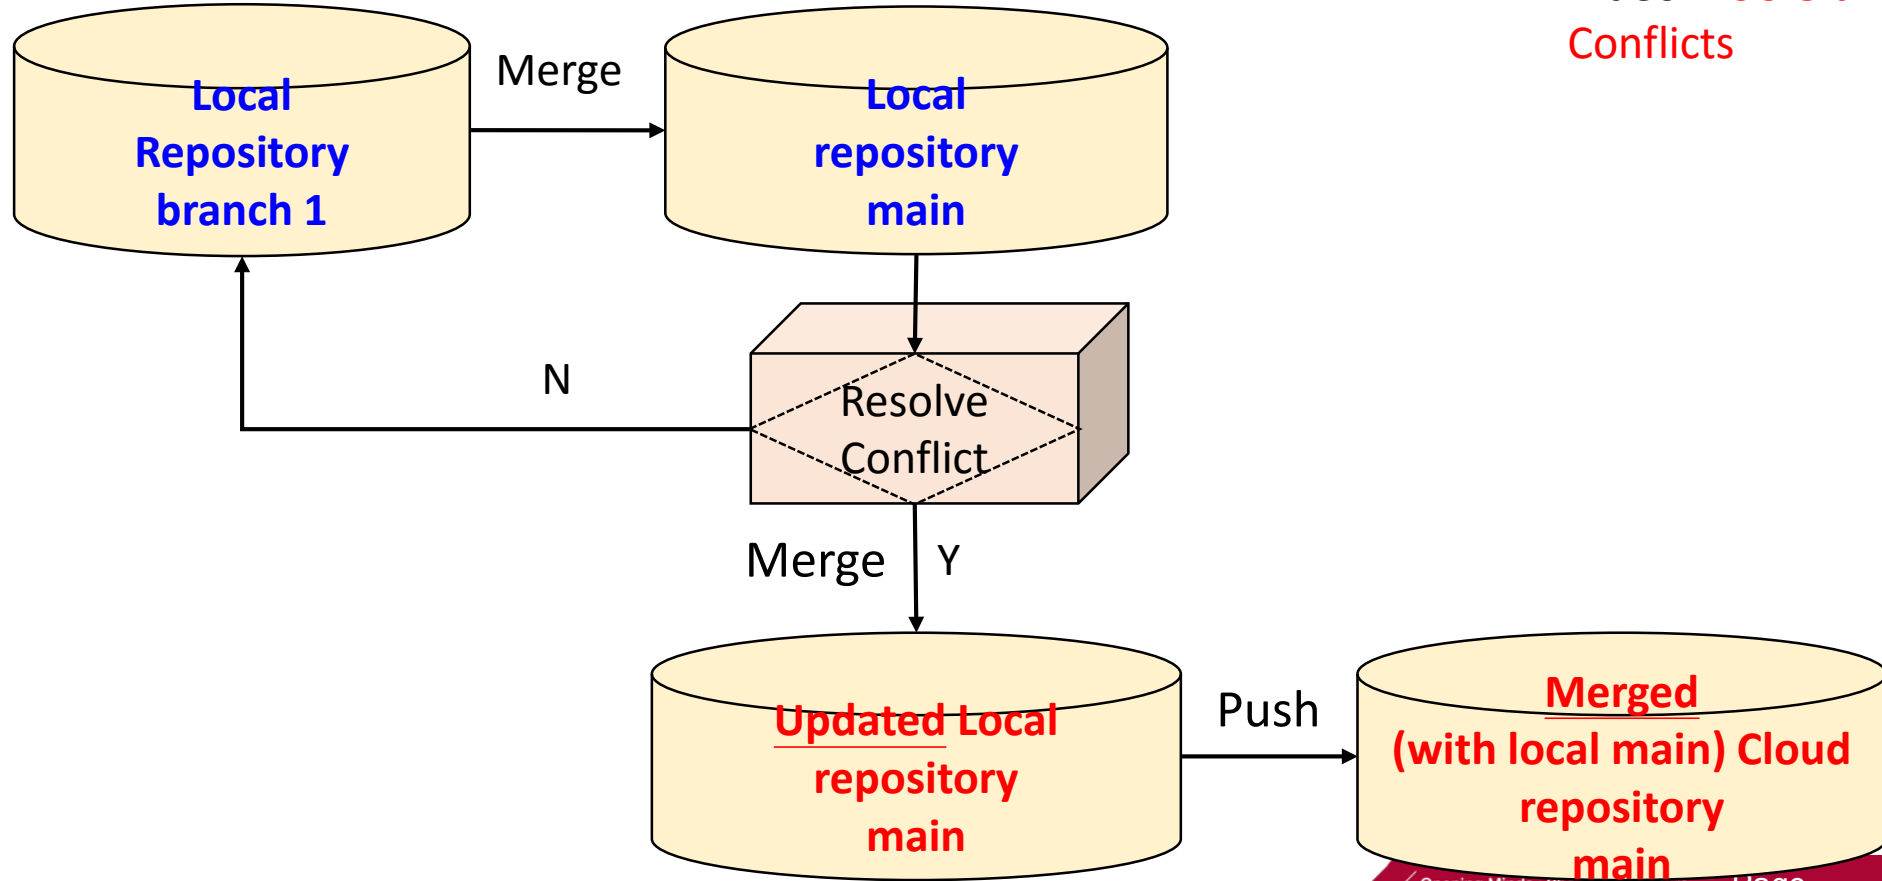 Conflicts
Merge
Local
Repository
branch 1
Local
repository
main
N
Resolve
Conflict
Merge
Y
Updated Local
repository
main
Push
Merged
(with local main) Cloud
repository
main